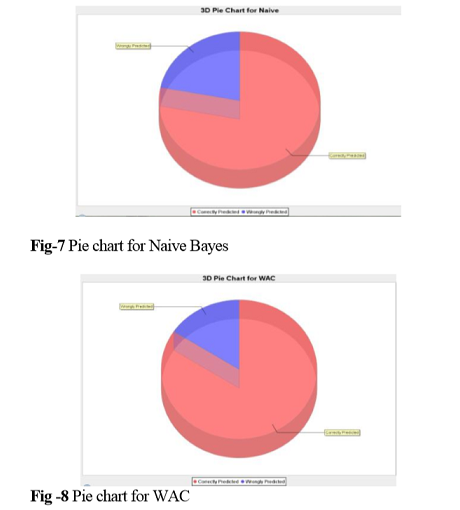 3D Pie Chart for Naive
Wrongly Predicted
Correctly Predicted
Correctly Predicted Wrongly Predicted
Fig-7 Pie chart for Naive Bayes
3D Pie Chart for WAC
Wrongly Predicted
Correctly Predicted
Correctly Predicted Wrongly Predicted
Fig -8 Pie chart for WAC